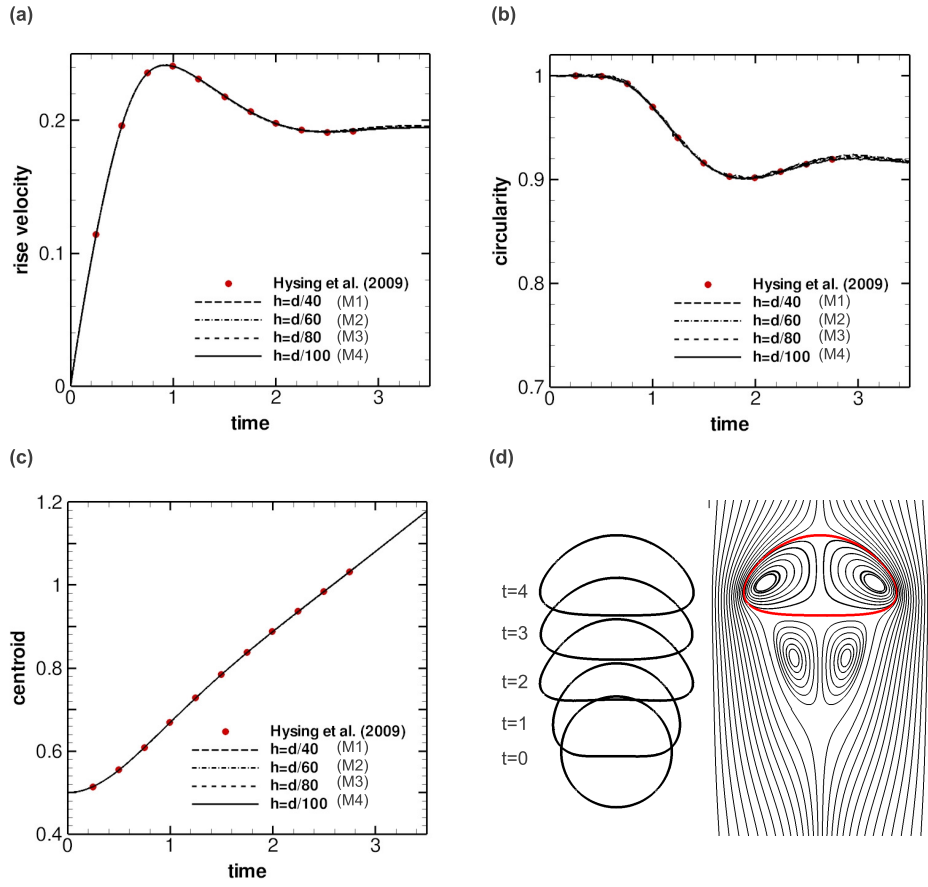 (a)
rise velocity
0.2
0.1
0
Hysing et al. (2009)
h=d/40 (M1)
h=d/60 (M2)
h=d/80 (M3)
h=d/100 (M4)
0 1 2 3
time
(b)
circularity
1
0.9
0.8
0.7
Hysing et al. (2009)
h=d/40 (M1)
h=d/60 (M2)
h=d/80 (M3)
h=d/100 (M4)
0 1 2 3
time
(c)
centroid
1.2
1
0.8
0.6
0.4
Hysing et al. (2009)
h=d/40 (M1)
h=d/60 (M2)
h=d/80 (M3)
h=d/100 (M4)
0 1 2 3
time
(d)
t=4
t=3
t=2
t=1
t=0